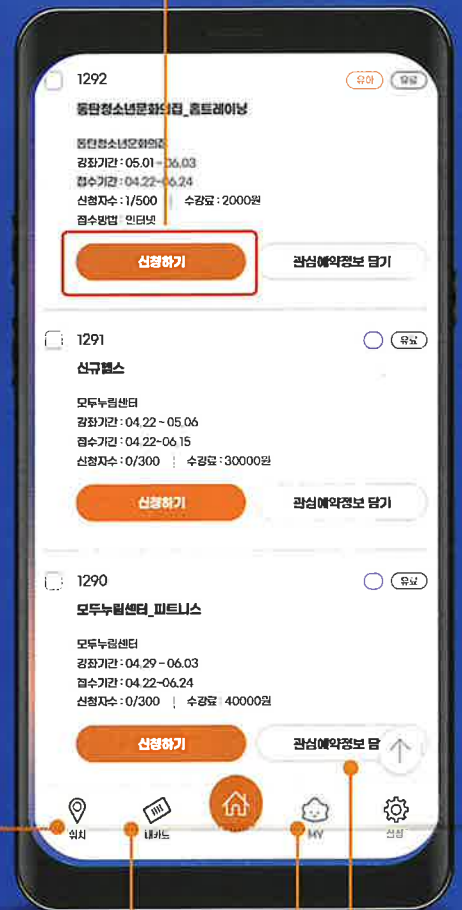 1292
유아 유료
동탄청소년문화의집_홈트레이닝
동탄청소년문화의집
강좌기간 : 05.01 - 06.03
접수기간 : 04.22-06.24
신청자수 : 1/500 | 수강료 : 2000원
접수방법 : 인터넷
신청하기
관심예약정보 담기
1291
유료
신규헬스
모두누림센터
강좌기간 : 04.22 - 05.06
접수기간 : 04.22-06.15
신청자수 : 0/300 | 수강료 : 30000원
신청하기
관심예약정보 담기
1290
유료
모두누림센터_피트니스
모두누림센터
강좌기간 : 04.29 - 06.03
접수기간 : 04.22-06.24
신청자수 : 0/300 | 수강료 : 40000원
신청하기
관심예약정보 담
위치
내카드
MY